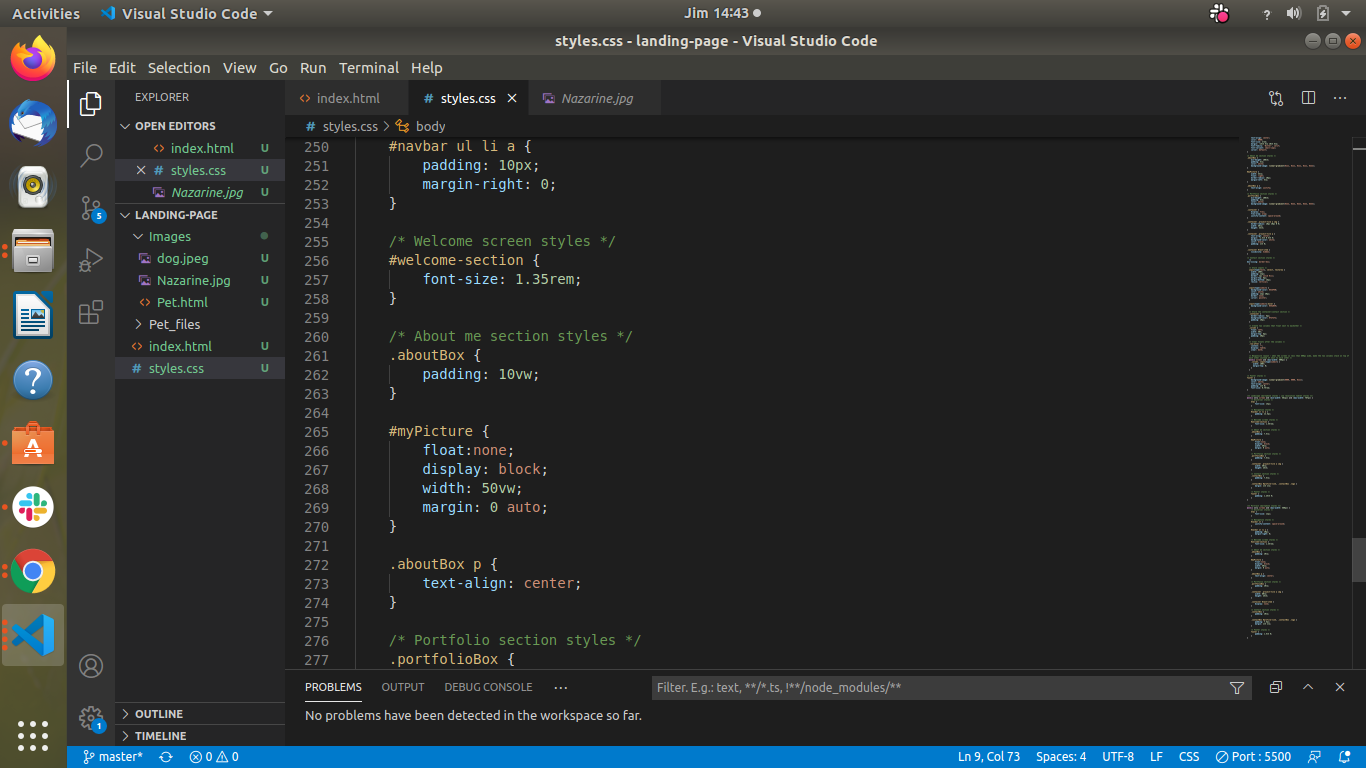 Activities Visual Studio Code Jim 14:43 ?
styles.css - landing-page - Visual Studio Code
File Edit Selection View Go Run Terminal Help
EXPLORER
OPEN EDITORS
index.html U
styles.css U
Nazarine.jpg U
LANDING-PAGE
Images
dog.jpeg U
Nazarine.jpg U
Pet.html U
Pet_files
index.html U
styles.css U
OUTLINE
TIMELINE
5
1
index.html styles.css Nazarine.jpg
styles.css > body
250 #navbar ul li a {
251 padding: 10px;
252 margin-right: 0;
253 }
254
255 /* Welcome screen styles */
256 #welcome-section {
257 font-size: 1.35rem;
258 }
259
260 /* About me section styles */
261 .aboutBox {
262 padding: 10vw;
263 }
264
265 #myPicture {
266 float:none;
267 display: block;
268 width: 50vw;
269 margin: 0 auto;
270 }
271
272 .aboutBox p {
273 text-align: center;
274 }
275
276 /* Portfolio section styles */
277 .portfolioBox {
PROBLEMS OUTPUT DEBUG CONSOLE ··· Filter. E.g.: text, **/*.ts, !**/node_modules/**
No problems have been detected in the workspace so far.
master* 0 0 Ln 9, Col 73 Spaces: 4 UTF-8 LF CSS Port : 5500